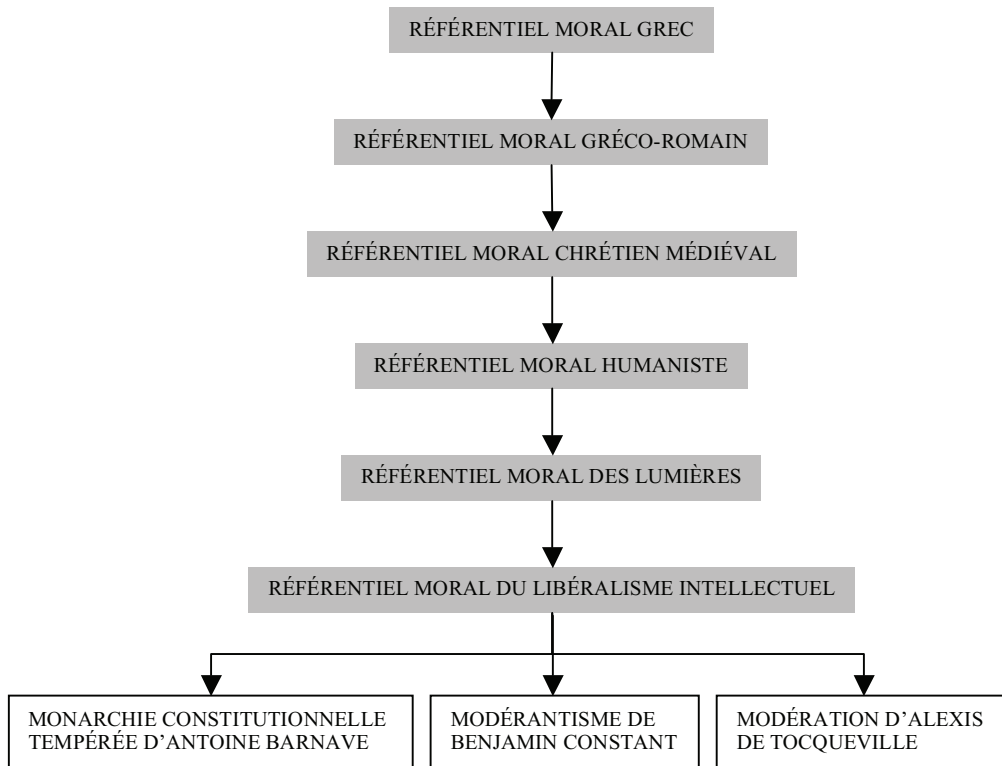 RÉFÉRENTIEL MORAL GREC
RÉFÉRENTIEL MORAL GRÉCO-ROMAIN
RÉFÉRENTIEL MORAL CHRÉTIEN MÉDIÉVAL
RÉFÉRENTIEL MORAL HUMANISTE
RÉFÉRENTIEL MORAL DES LUMIÈRES
RÉFÉRENTIEL MORAL DU LIBÉRALISME INTELLECTUEL
MONARCHIE CONSTITUTIONNELLE
TEMPÉRÉE D’ANTOINE BARNAVE
MODÉRANTISME DE
BENJAMIN CONSTANT
MODÉRATION D’ALEXIS
DE TOCQUEVILLE